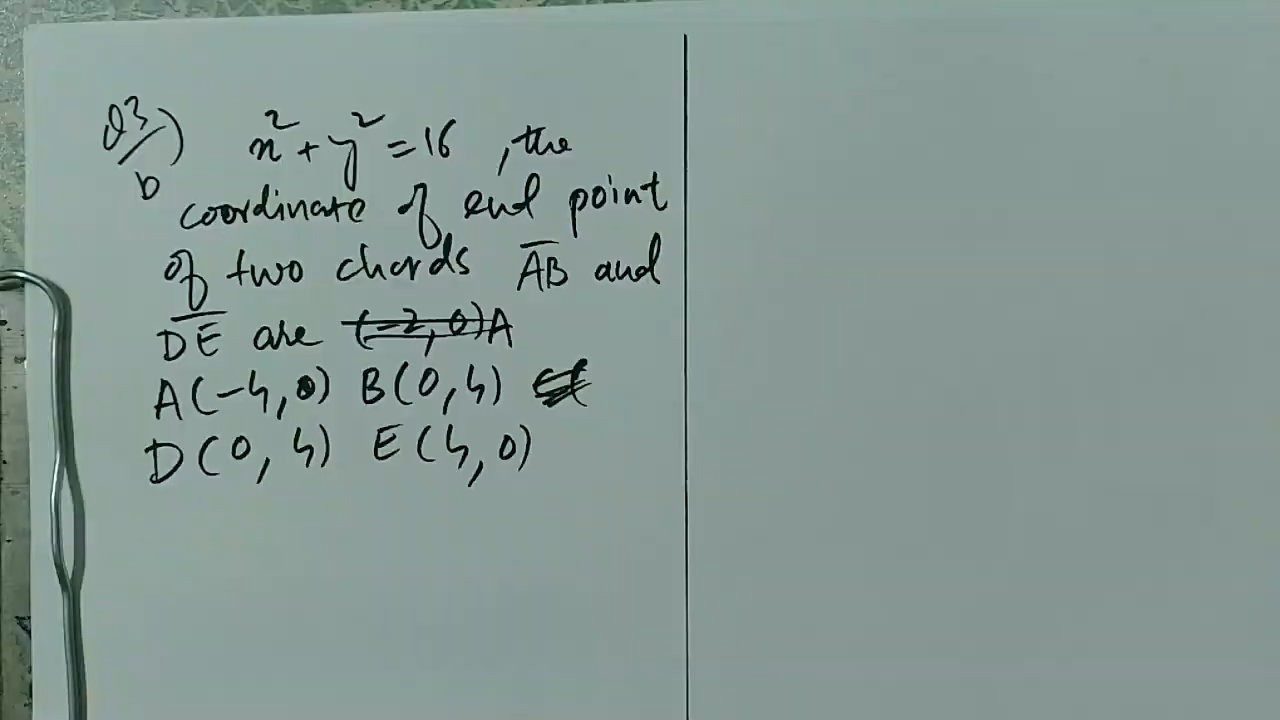 Q3/b) x² + y² = 16, the
coordinate of end point
of two chords AB and
DE are (-2, 0) A
A(-4, 0) B(0, 4)
D(0, 4) E(4, 0)